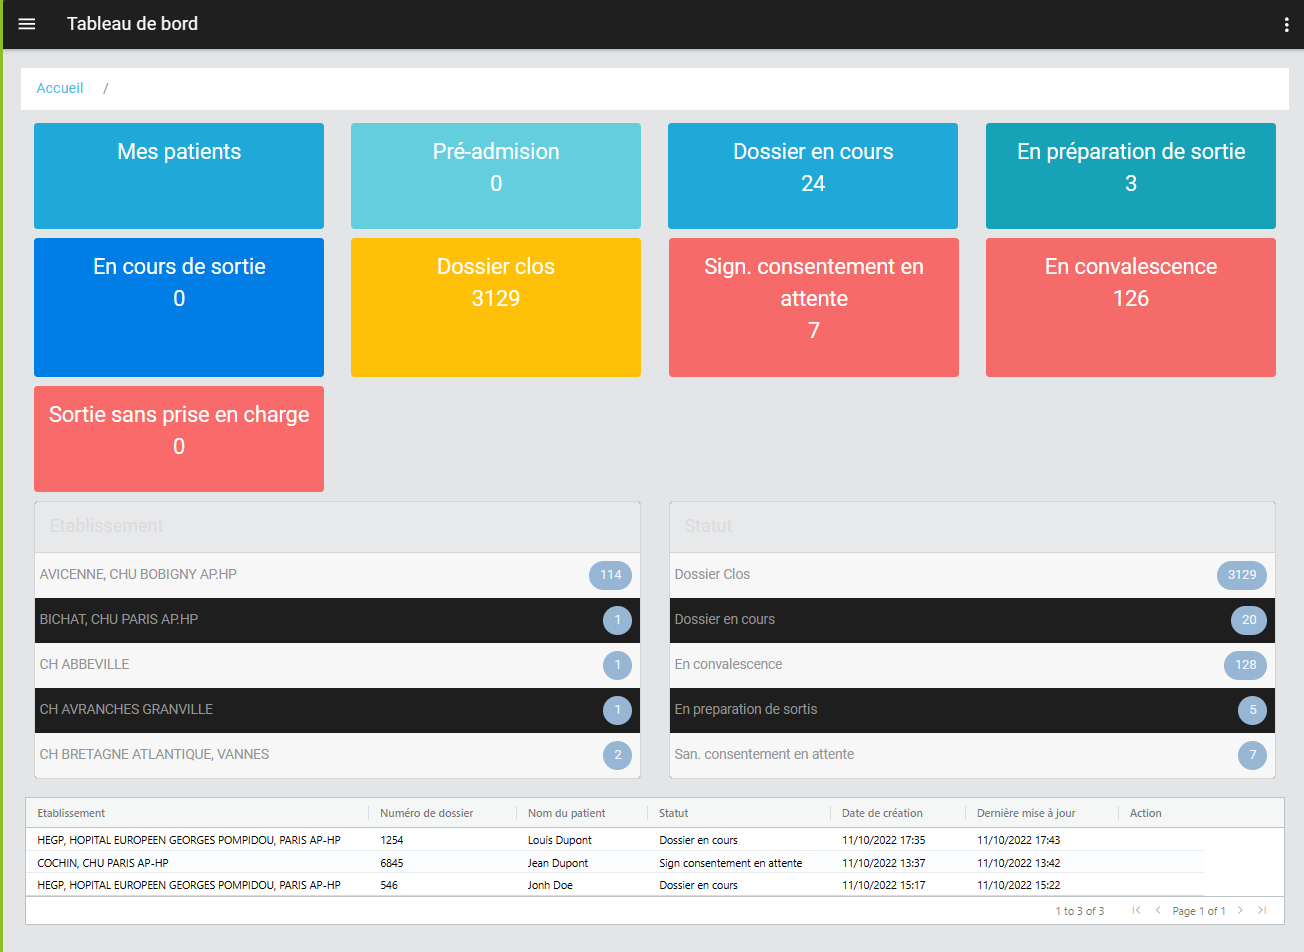 Tableau de bord
Accueil /
Mes patients
Pré-admision
0
Dossier en cours
24
En préparation de sortie
3
En cours de sortie
0
Dossier clos
3129
Sign. consentement en
attente
7
En convalescence
126
Sortie sans prise en charge
0
Etablissement
AVICENNE, CHU BOBIGNY AP.HP 114
BICHAT, CHU PARIS AP.HP 1
CH ABBEVILLE 1
CH AVRANCHES GRANVILLE 1
CH BRETAGNE ATLANTIQUE, VANNES 2
Statut
Dossier Clos 3129
Dossier en cours 20
En convalescence 128
En preparation de sortis 5
San. consentement en attente 7
Etablissement Numéro de dossier Nom du patient Statut Date de création Dernière mise à jour Action
HEGP, HOPITAL EUROPEEN GEORGES POMPIDOU, PARIS AP-HP 1254 Louis Dupont Dossier en cours 11/10/2022 17:35 11/10/2022 17:43
COCHIN, CHU PARIS AP-HP 6845 Jean Dupont Sign consentement en attente 11/10/2022 13:37 11/10/2022 13:42
HEGP, HOPITAL EUROPEEN GEORGES POMPIDOU, PARIS AP-HP 546 Jonh Doe Dossier en cours 11/10/2022 15:17 11/10/2022 15:22
1 to 3 of 3 Page 1 of 1